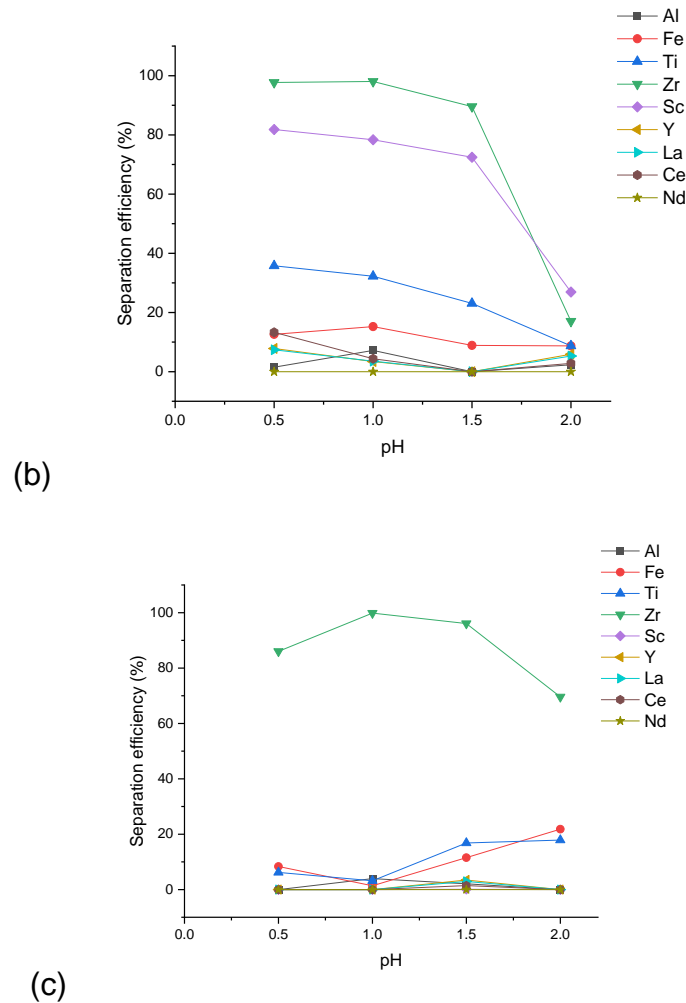 Al
Fe
Ti
Zr
Sc
Y
La
Ce
Nd
100
80
60
40
20
0
Separation efficiency (%)
0.0
0.5
1.0
1.5
2.0
pH
(b)
Al
Fe
Ti
Zr
Sc
Y
La
Ce
Nd
100
80
60
40
20
0
Separation efficiency (%)
0.0
0.5
1.0
1.5
2.0
pH
(c)